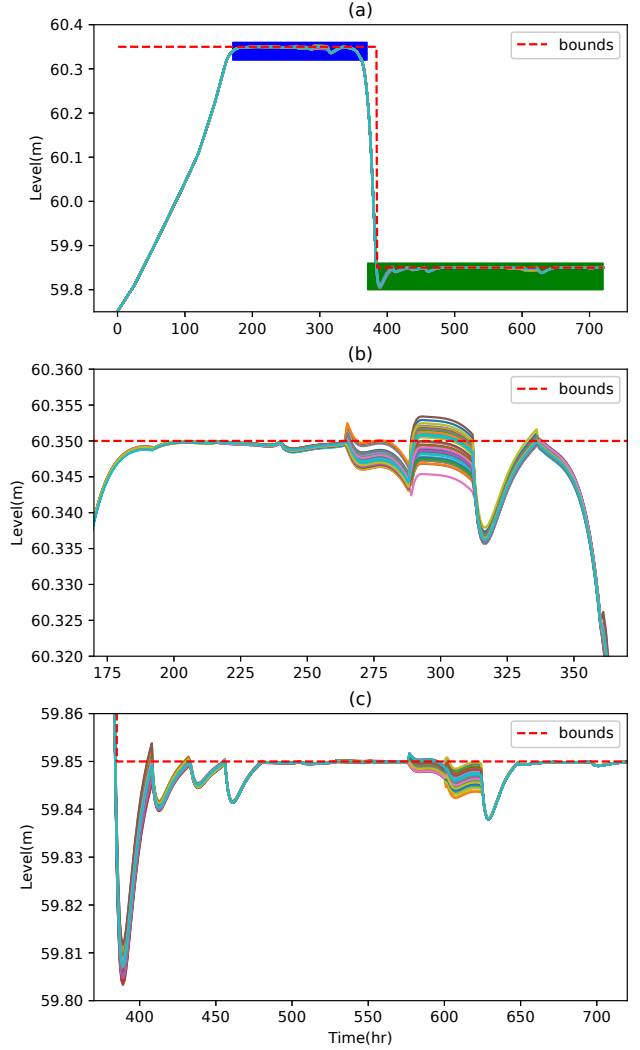 (a)
60.4
60.3
60.2
60.1
60.0
59.9
59.8
Level(m)
bounds
0 100 200 300 400 500 600 700
(b)
60.360
60.355
60.350
60.345
60.340
60.335
60.330
60.325
60.320
Level(m)
bounds
175 200 225 250 275 300 325 350
(c)
59.86
59.85
59.84
59.83
59.82
59.81
59.80
Level(m)
bounds
400 450 500 550 600 650 700
Time(hr)